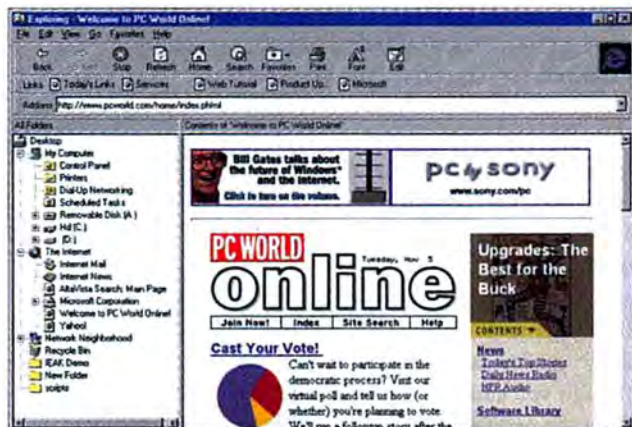 Exploring - Welcome to PC World Online!
File Edit View Go Favorites Help
Back Stop Refresh Home Search Favorites Print Font Edit
Links Today's Links Services Web Tutorial Product Up.. Microsoft
Address http://www.pcworld.com/home/index.phtml
All Folders
Contents of 'Welcome to PC World Online!'
Desktop
My Computer
Control Panel
Printers
Dial-Up Networking
Scheduled Tasks
Removable Disk (A:)
Hd (C:)
(D:)
The Internet
Internet Mail
Internet News
AltaVista Search: Main Page
Microsoft Corporation
Welcome to PC World Online!
Yahoo!
Network Neighborhood
Recycle Bin
IEAK Demo
New Folder
scripts
Bill Gates talks about
the future of Windows
and the Internet.
Click to turn on the volume.
pc by sony
www.sony.com/pc
PC WORLD
Tuesday, Nov 5
online
Join Now! Index Site Search Help
Cast Your Vote!
Can't wait to participate in the
democratic process? Visit our
virtual poll and tell us how (or
whether) you're planning to vote.
We'll run a followup story after the
Upgrades: The
Best for the
Buck
CONTENTS
News
Today's Top Stories
Daily News Radio
NPR Audio
Software Library